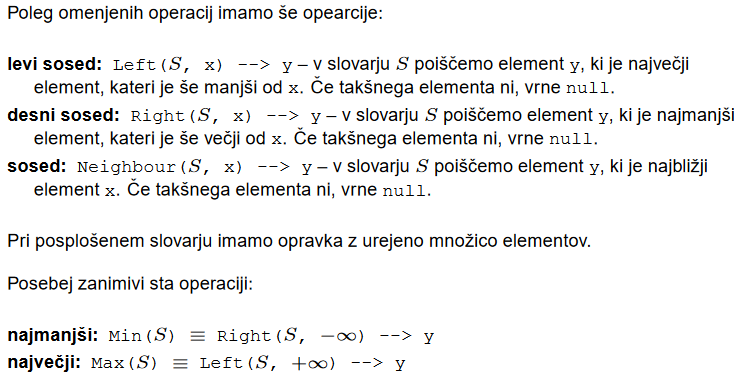 Poleg omenjenih operacij imamo še opearcije:
levi sosed: Left(S, x) --> y – v slovarju S poiščemo element y, ki je največji
element, kateri je še manjši od x. Če takšnega elementa ni, vrne null.
desni sosed: Right(S, x) --> y – v slovarju S poiščemo element y, ki je najmanjši
element, kateri je še večji od x. Če takšnega elementa ni, vrne null.
sosed: Neighbour(S, x) --> y – v slovarju S poiščemo element y, ki je najbližji
element x. Če takšnega elementa ni, vrne null.
Pri posplošenem slovarju imamo opravka z urejeno množico elementov.
Posebej zanimivi sta operaciji:
najmanjši: Min(S) ≡ Right(S, −∞) --> y
največji: Max(S) ≡ Left(S, +∞) --> y